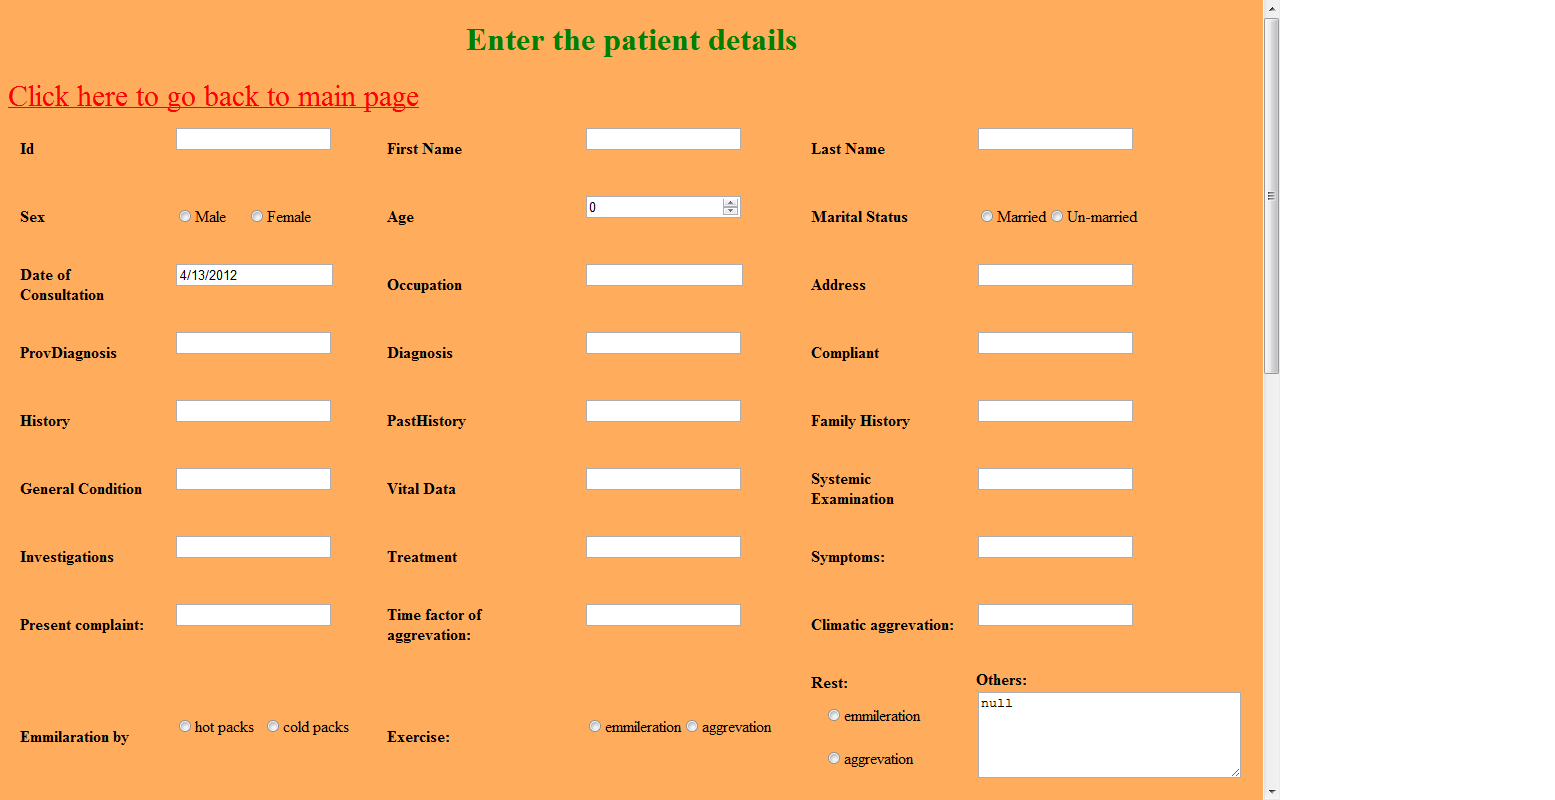 Enter the patient details
Click here to go back to main page
Id First Name Last Name
Sex Male Female Age 0 Marital Status Married Un-married
Date of
Consultation 4/13/2012 Occupation Address
ProvDiagnosis Diagnosis Compliant
History PastHistory Family History
General Condition Vital Data Systemic
Examination
Investigations Treatment Symptoms:
Present complaint: Time factor of
aggrevation: Climatic aggrevation:
Emmilaration by hot packs cold packs Exercise: emmileration aggrevation
Rest:
emmileration
aggrevation
Others:
null